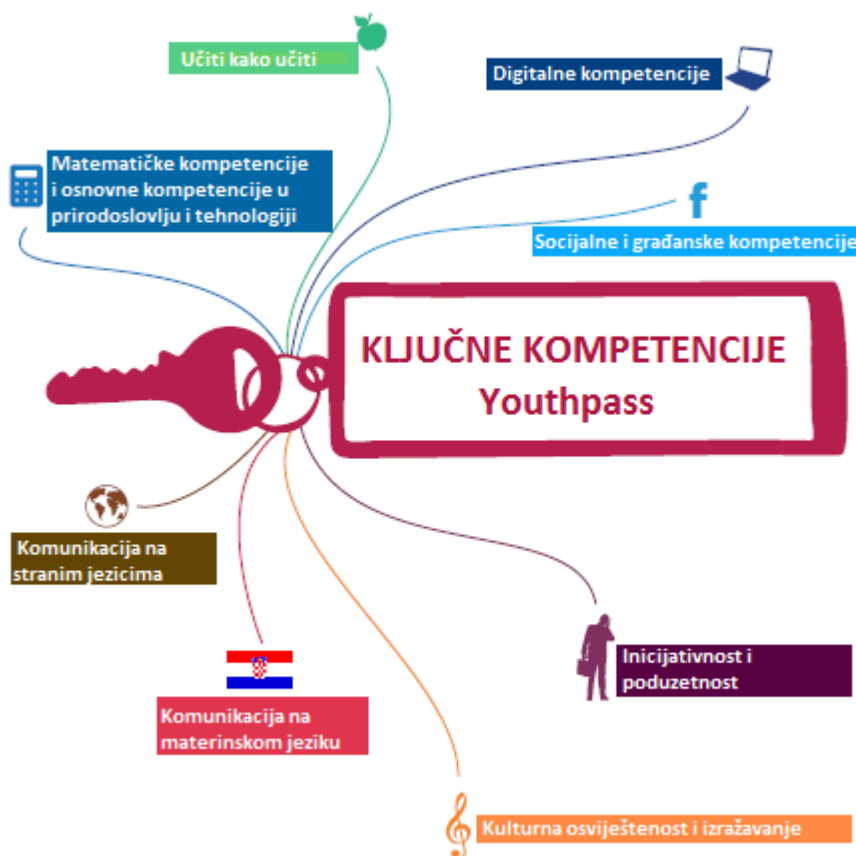 Učiti kako učiti
Digitalne kompetencije
Matematičke kompetencije
i osnovne kompetencije u
prirodoslovlju i tehnologiji
Socijalne i građanske kompetencije
KLJUČNE KOMPETENCIJE
Youthpass
Komunikacija na
stranim jezicima
Inicijativnost i
poduzetnost
Komunikacija na
materinskom jeziku
Kulturna osviještenost i izražavanje